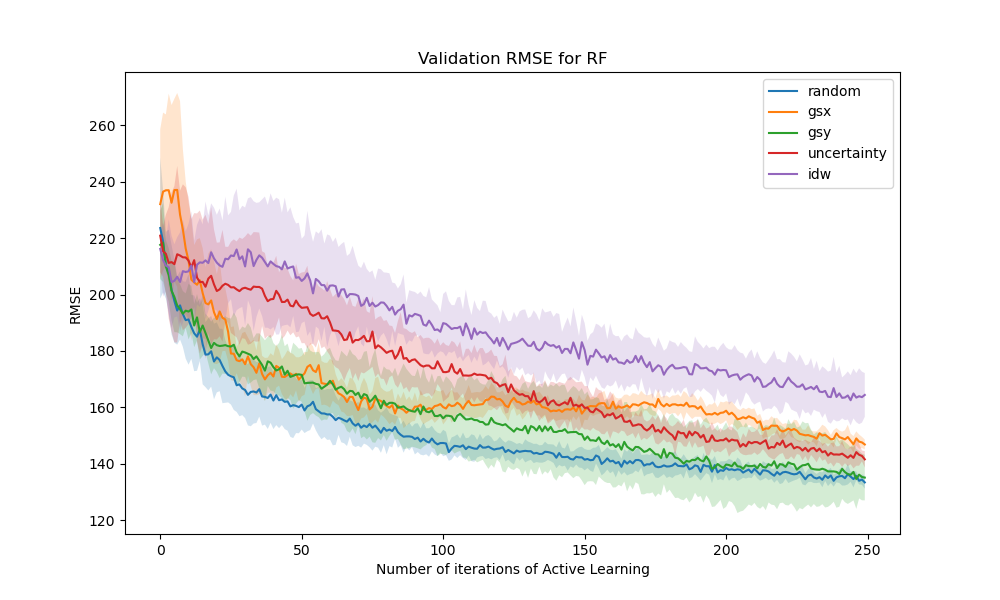 Validation RMSE for RF
random
gsx
gsy
uncertainty
idw
260
240
220
200
180
160
140
120
RMSE
0 50 100 150 200 250
Number of iterations of Active Learning